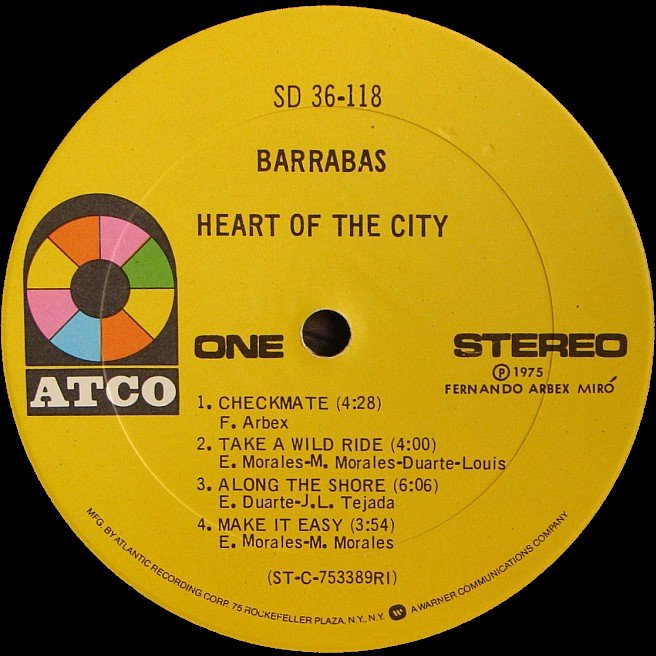 SD 36-118
BARRABAS
HEART OF THE CITY
ATCO
ONE
STEREO
Ⓟ 1975
FERNANDO ARBEX MIRÓ
1. CHECKMATE (4:28)
F. Arbex
2. TAKE A WILD RIDE (4:00)
E. Morales-M. Morales-Duarte-Louis
3. ALONG THE SHORE (6:06)
E. Duarte-J.L. Tejada
4. MAKE IT EASY (3:54)
E. Morales-M. Morales
(ST-C-753389RI)
MFG. BY ATLANTIC RECORDING CORP. 75 ROCKEFELLER PLAZA, N.Y., N.Y. W A WARNER COMMUNICATIONS COMPANY